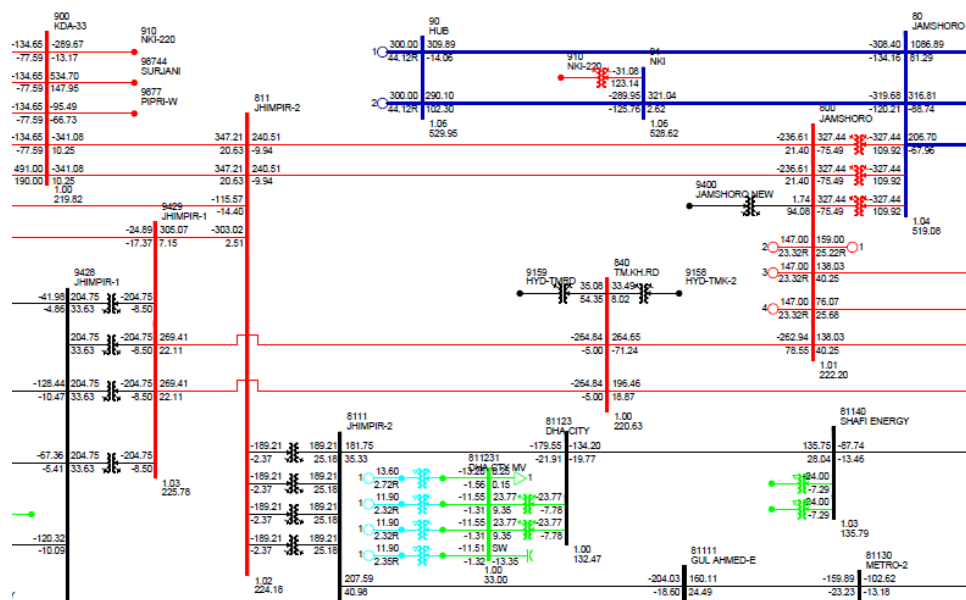 900
KDA-33
910
NKI-220
98744
SURJANI
9877
PIPRI-W
-134.65 -289.67
-77.59 -13.17
-134.65 534.70
-77.59 147.95
-134.65 -95.49
-77.59 -66.73
-134.65 -341.08
-77.59 10.25
491.00 -341.08
190.00 10.25
1.00
219.82
811
JHIMPIR-2
347.21 240.51
20.63 -9.94
347.21 240.51
20.63 -9.94
-115.57
-14.40
-303.02
2.51
1.02
224.18
90
HUB
1 300.00 309.89
44.12R -14.06
2 300.00 290.10
44.12R 102.30
1.06
529.95
910
NKI-220
NKI
-31.08
123.14
-289.95 321.04
-125.76 2.62
1.06
528.62
80
JAMSHORO
-308.40 1086.89
-134.16 81.29
-319.68 316.81
-120.21 -88.74
206.70
-67.96
1.04
519.08
800
JAMSHORO
-236.61 327.44 -327.44
21.40 -75.49 109.92
-236.61 327.44 -327.44
21.40 -75.49 109.92
9400
JAMSHORO NEW
1.74 327.44 -327.44
94.08 -75.49 109.92
2 147.00 159.00 1
23.32R 25.22R
3 147.00 138.03
23.32R 40.25
4 147.00 76.07
23.32R 25.68
-262.94 138.03
78.55 40.25
1.01
222.20
9429
JHIMPIR-1
-24.89 305.07
-17.37 7.15
9428
JHIMPIR-1
-41.98 204.75 -204.75
-4.86 33.63 -8.50
204.75 -204.75 269.41
33.63 -8.50 22.11
-128.44 204.75 -204.75 269.41
-10.47 33.63 -8.50 22.11
-67.36 204.75 -204.75
-5.41 33.63 -8.50
1.03
225.78
-120.32
-10.09
840
TM.KH.RD
9159
HYD-TMRD
9158
HYD-TMK-2
35.08 33.49
54.35 8.02
-264.84 264.65
-5.00 -71.24
-264.84 196.46
-5.00 18.87
1.00
220.63
8111
JHIMPIR-2
-189.21 189.21 181.75
-2.37 25.18 35.33
-189.21 189.21
-2.37 25.18
-189.21 189.21
-2.37 25.18
-189.21 189.21
-2.37 25.18
207.59
40.98
811231
DHA CTY MV
1 13.60
2.72R -1.56 0.15 1
1 11.90 -11.55 23.77 -23.77
2.32R -1.31 9.35 -7.78
1 11.90 -11.55 23.77 -23.77
2.32R -1.31 9.35 -7.78
1 11.90 -11.51 SW
2.35R -1.32 -13.35
1.00
33.00
81123
DHA-CITY
-179.55 -134.20
-21.91 -19.77
1.00
132.47
81140
SHAFI ENERGY
135.75 -87.74
28.04 -13.46
-24.00
-7.29
-24.00
-7.29
1.03
135.79
81111
GUL AHMED-E
-204.03 160.11
-18.60 24.49
81130
METRO-2
-159.89 -102.62
-23.23 -13.18